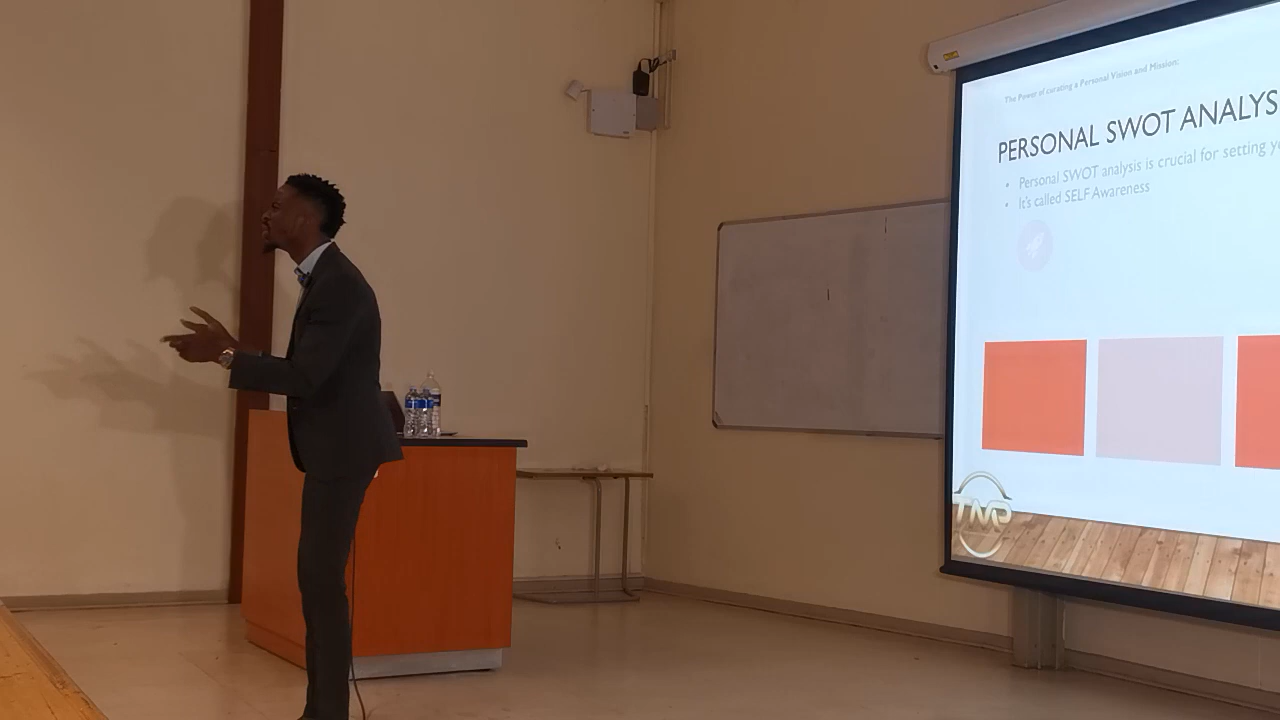 The Power of curating a Personal Vision and Mission:
PERSONAL SWOT ANALYS
• Personal SWOT analysis is crucial for setting y
• It's called SELF Awareness
TMP